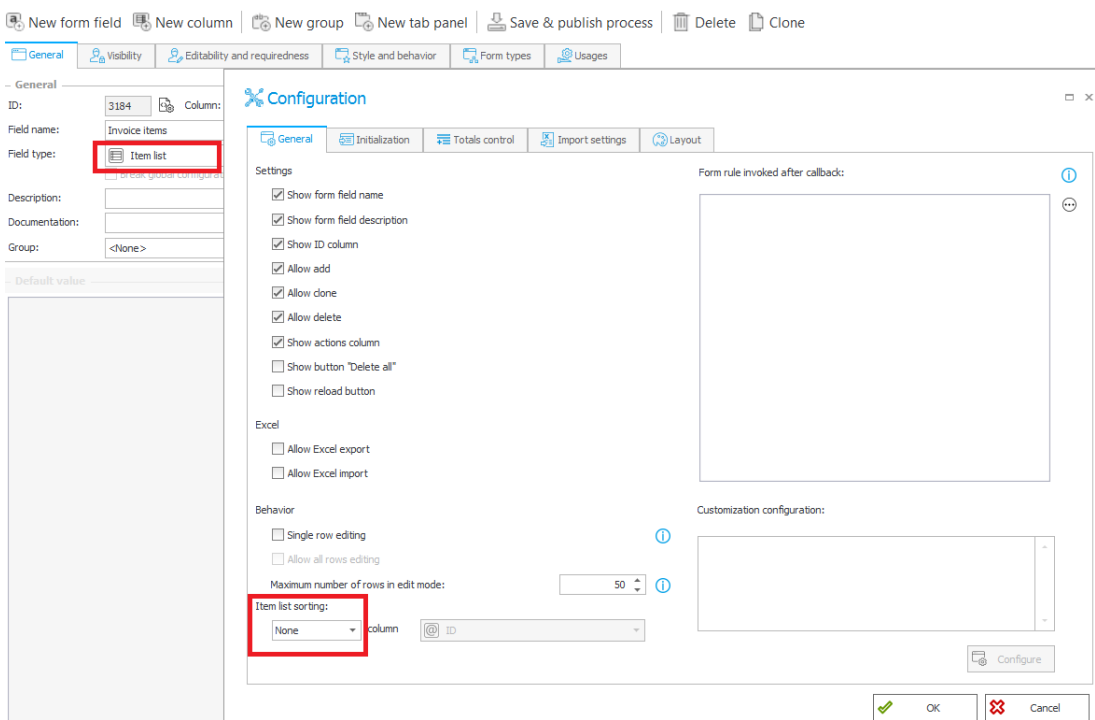 New form field New column New group New tab panel Save & publish process Delete Clone
General Visibility Editability and requiredness Style and behavior Form types Usages
General
ID: 3184 Column:
Field name: Invoice items
Field type: Item list
Break global configurat
Description:
Documentation:
Group: <None>
Default value
Configuration
General Initialization Totals control Import settings Layout
Settings
Form rule invoked after callback:
Show form field name
Show form field description
Show ID column
Allow add
Allow clone
Allow delete
Show actions column
Show button "Delete all"
Show reload button
Excel
Allow Excel export
Allow Excel import
Behavior
Customization configuration:
Single row editing
Allow all rows editing
Maximum number of rows in edit mode: 50
Item list sorting:
None column ID
Configure
OK Cancel